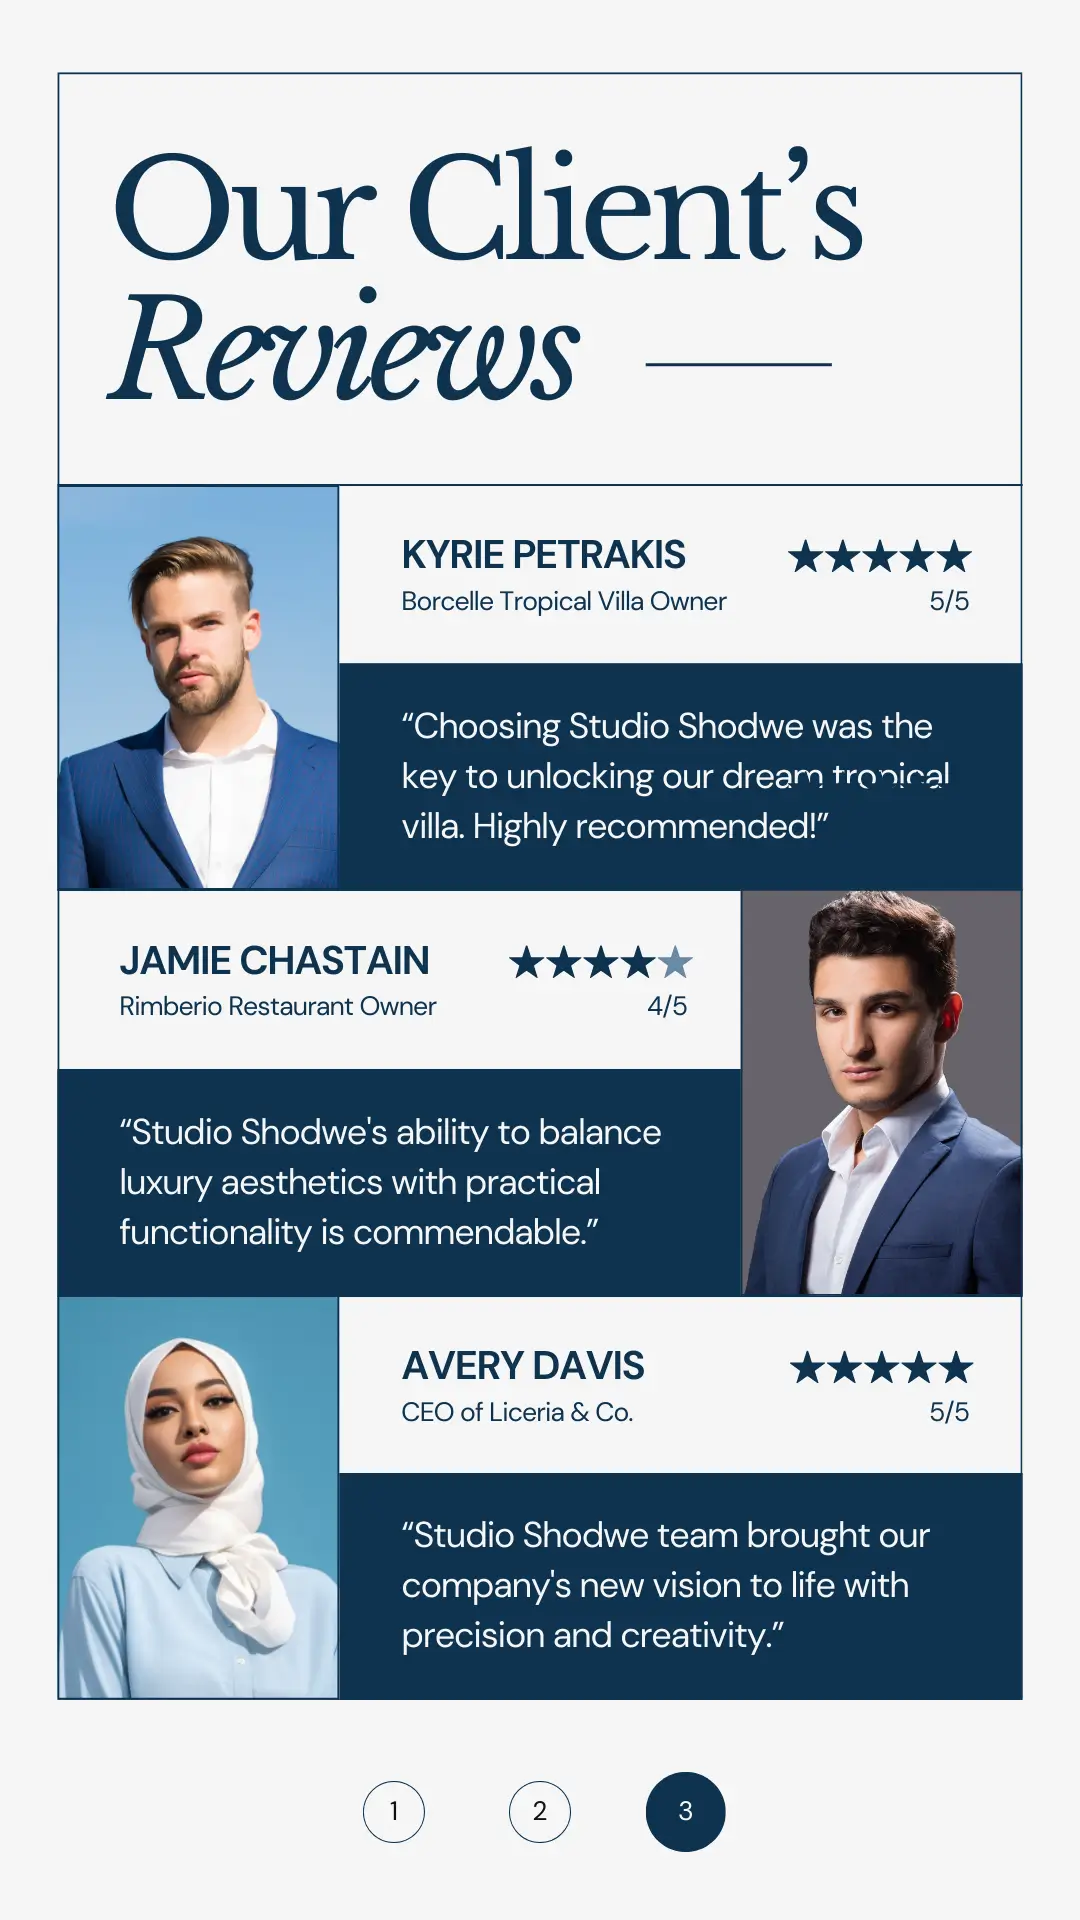 Our Client’s
Reviews
KYRIE PETRAKIS
Borcelle Tropical Villa Owner
5/5
“Choosing Studio Shodwe was the
key to unlocking our dream tropical
villa. Highly recommended!”
JAMIE CHASTAIN
Rimberio Restaurant Owner
4/5
“Studio Shodwe's ability to balance
luxury aesthetics with practical
functionality is commendable.”
AVERY DAVIS
CEO of Liceria & Co.
5/5
“Studio Shodwe team brought our
company's new vision to life with
precision and creativity.”
1 2 3